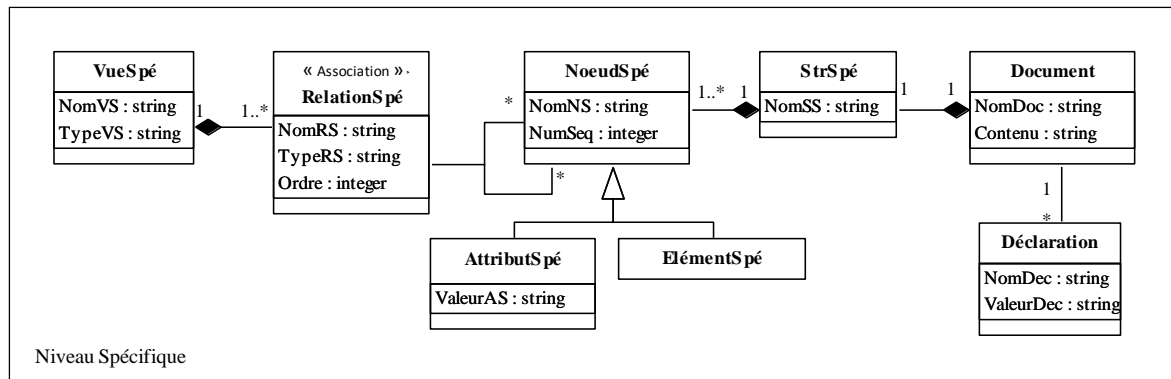 VueSpé
NomVS : string
TypeVS : string
1
1..*
« Association »
RelationSpé
NomRS : string
TypeRS : string
Ordre : integer
*
*
NoeudSpé
NomNS : string
NumSeq : integer
1..*
1
StrSpé
NomSS : string
1
1
Document
NomDoc : string
Contenu : string
1
*
Déclaration
NomDec : string
ValeurDec : string
AttributSpé
ValeurAS : string
ElémentSpé
Niveau Spécifique